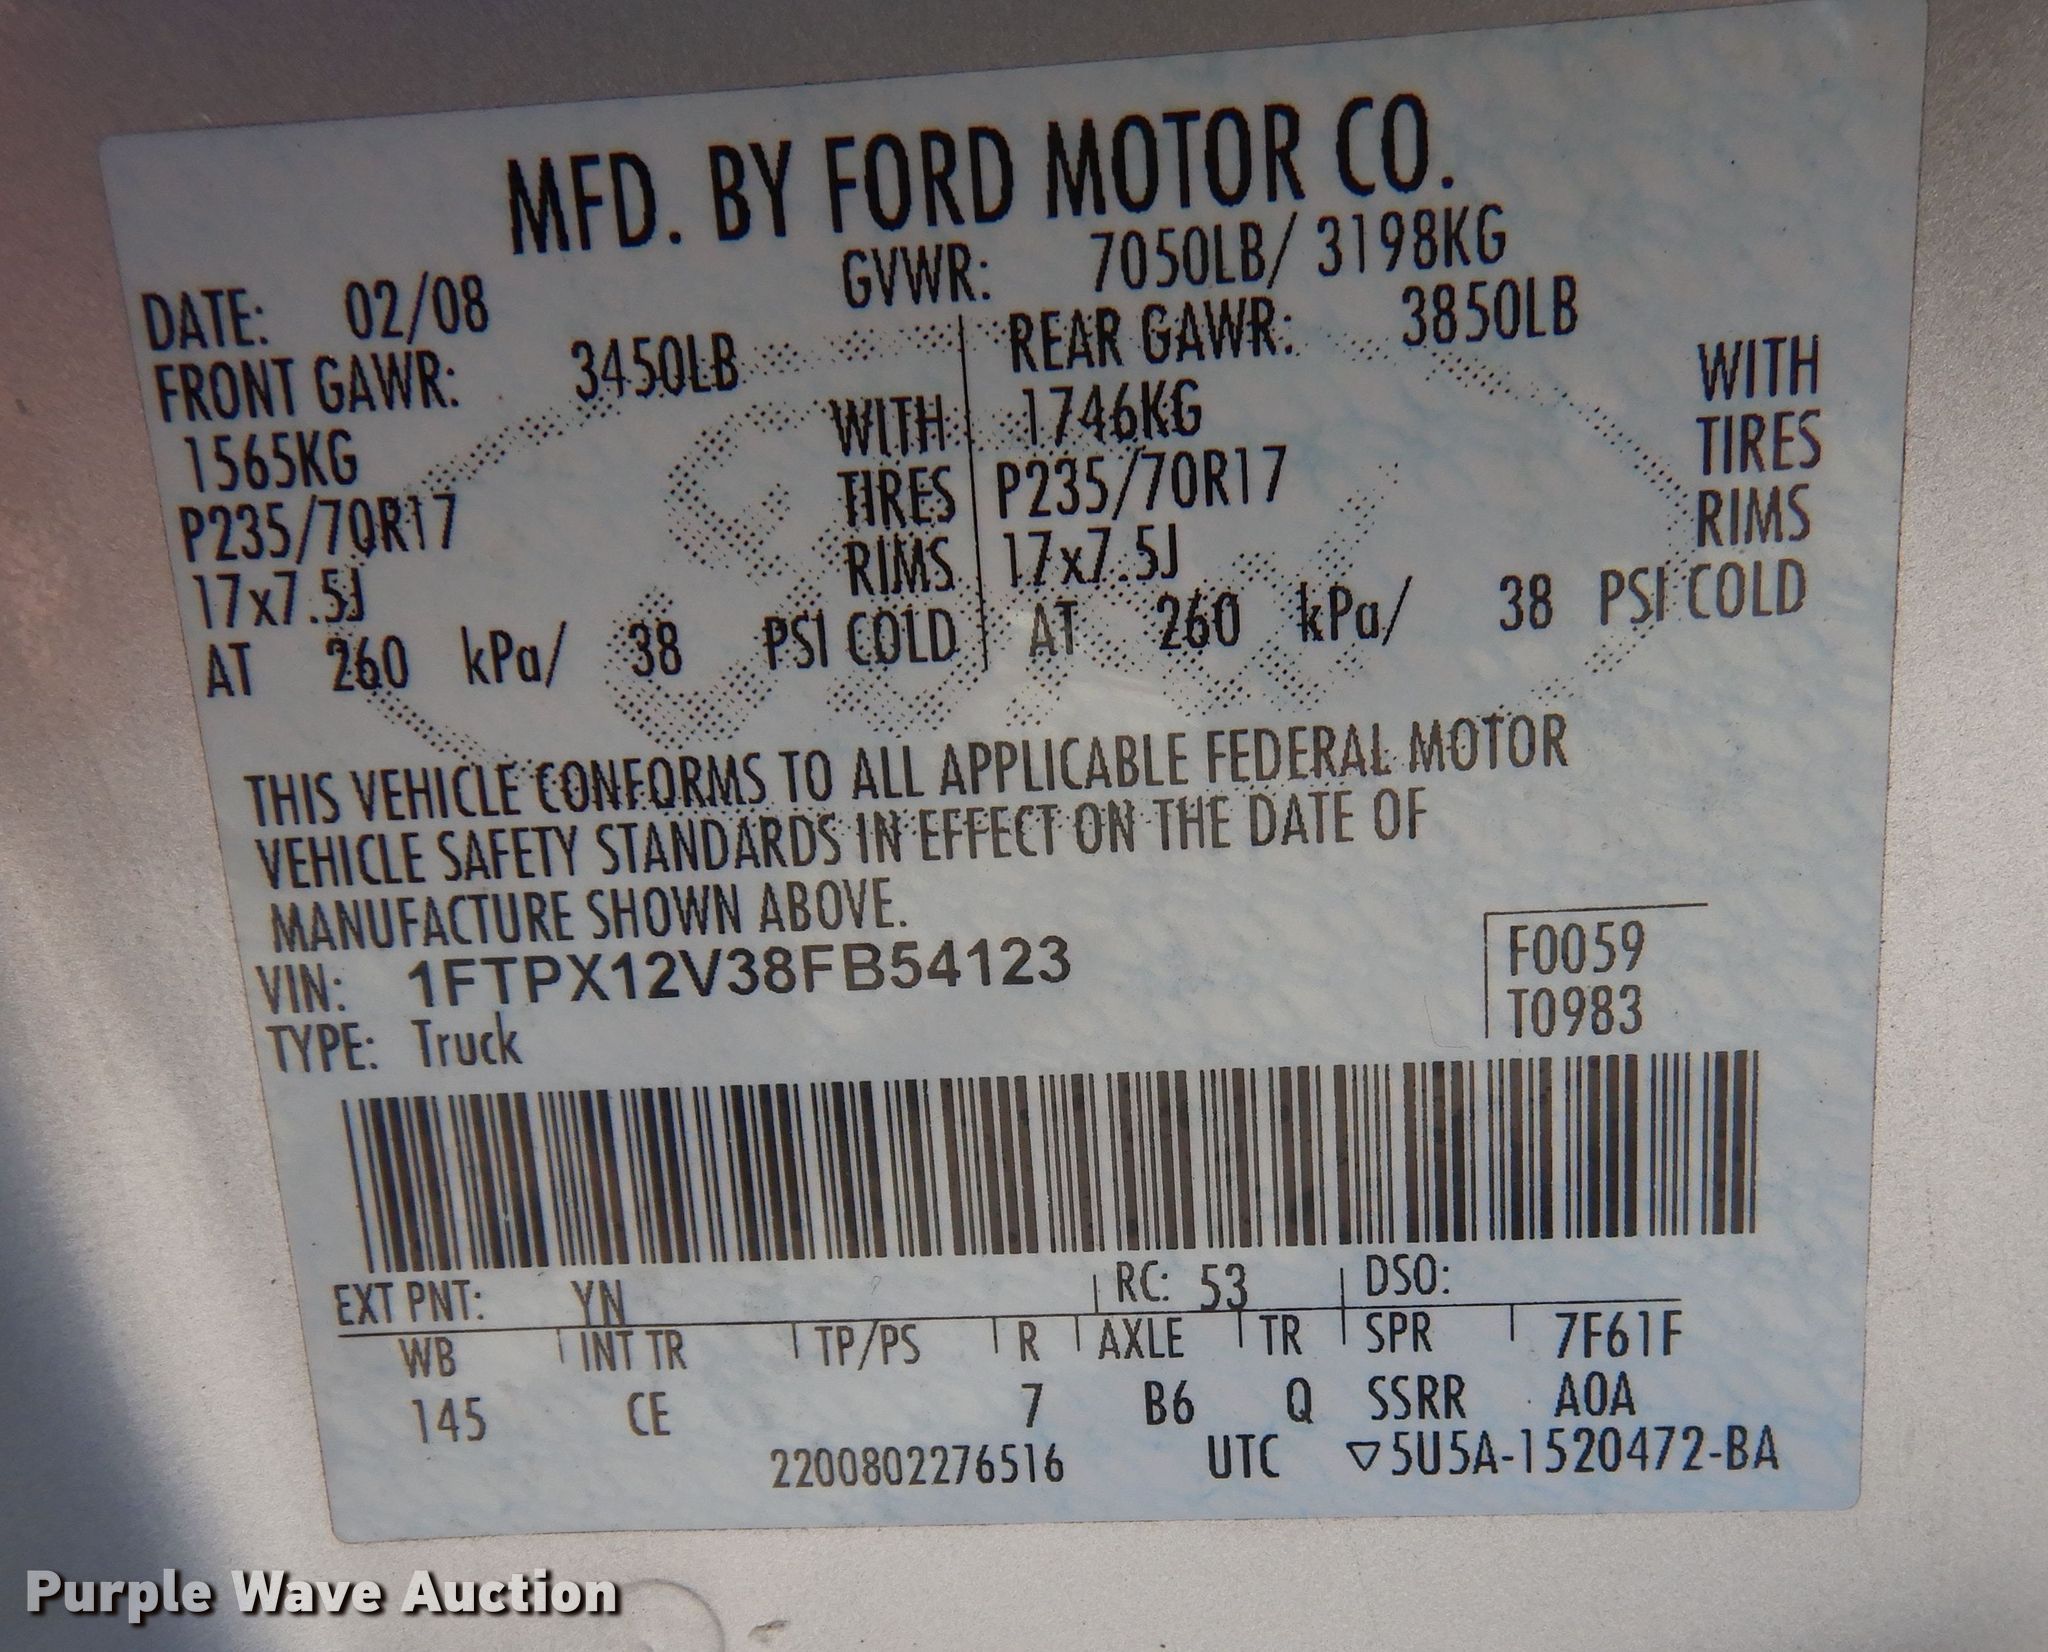 MFD. BY FORD MOTOR CO.
DATE: 02/08 GVWR: 7050LB/ 3198KG
FRONT GAWR: 3450LB REAR GAWR: 3850LB
1565KG WITH 1746KG WITH
P235/70R17 TIRES P235/70R17 TIRES
17x7.5J RIMS 17x7.5J RIMS
AT 260 kPa/ 38 PSI COLD AT 260 kPa/ 38 PSI COLD
THIS VEHICLE CONFORMS TO ALL APPLICABLE FEDERAL MOTOR
VEHICLE SAFETY STANDARDS IN EFFECT ON THE DATE OF
MANUFACTURE SHOWN ABOVE.
VIN: 1FTPX12V38FB54123 F0059
TYPE: Truck T0983
EXT PNT: YN RC: 53 DSO:
WB INT TR TP/PS R AXLE TR SPR 7F61F
145 CE 7 B6 Q SSRR A0A
2200802276516 UTC ▽5U5A-1520472-BA
Purple Wave Auction